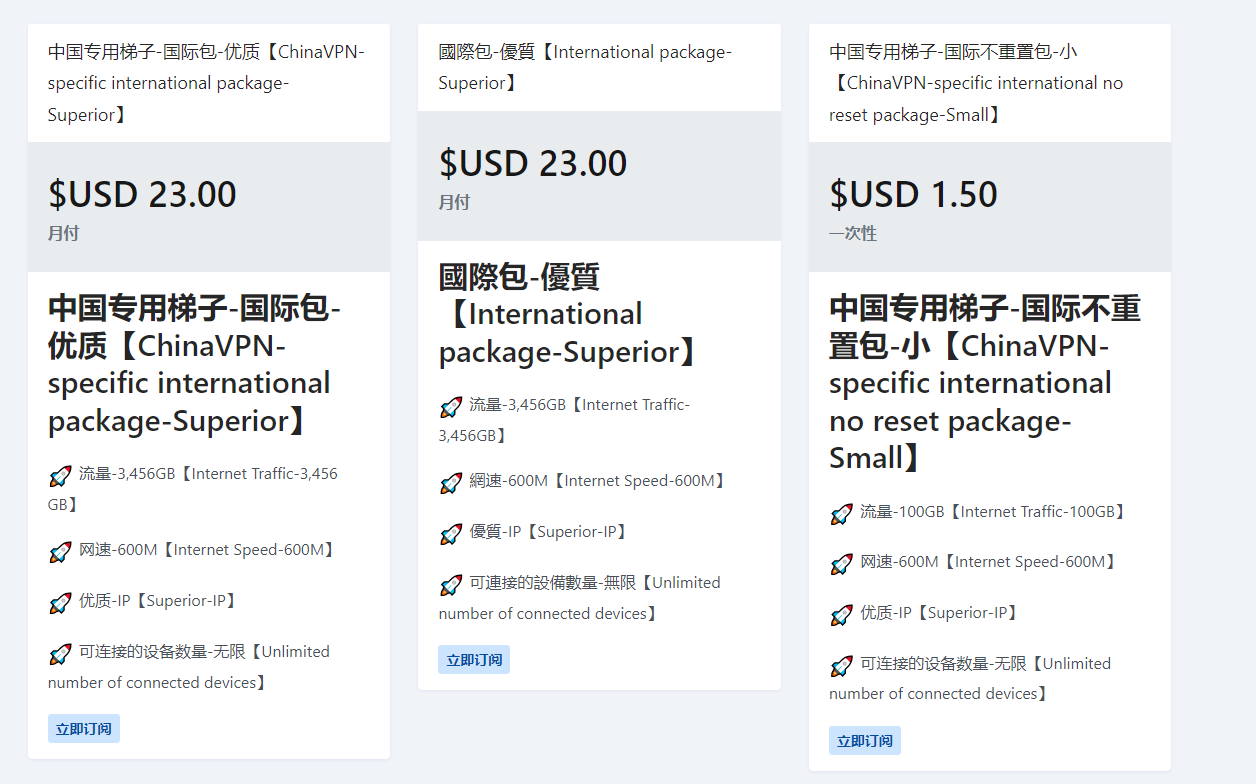 中国专用梯子-国际包-优质【ChinaVPN-
specific international package-
Superior】
$USD 23.00
月付
中国专用梯子-国际包-
优质【ChinaVPN-
specific international
package-Superior】
🚀 流量-3,456GB【Internet Traffic-3,456
GB】
🚀 网速-600M【Internet Speed-600M】
🚀 优质-IP【Superior-IP】
🚀 可连接的设备数量-无限【Unlimited
number of connected devices】
立即订阅
國際包-優質【International package-
Superior】
$USD 23.00
月付
國際包-優質
【International
package-Superior】
🚀 流量-3,456GB【Internet Traffic-
3,456GB】
🚀 網速-600M【Internet Speed-600M】
🚀 優質-IP【Superior-IP】
🚀 可連接的設備數量-無限【Unlimited
number of connected devices】
立即订阅
中国专用梯子-国际不重置包-小
【ChinaVPN-specific international no
reset package-Small】
$USD 1.50
一次性
中国专用梯子-国际不重
置包-小【ChinaVPN-
specific international
no reset package-
Small】
🚀 流量-100GB【Internet Traffic-100GB】
🚀 网速-600M【Internet Speed-600M】
🚀 优质-IP【Superior-IP】
🚀 可连接的设备数量-无限【Unlimited
number of connected devices】
立即订阅